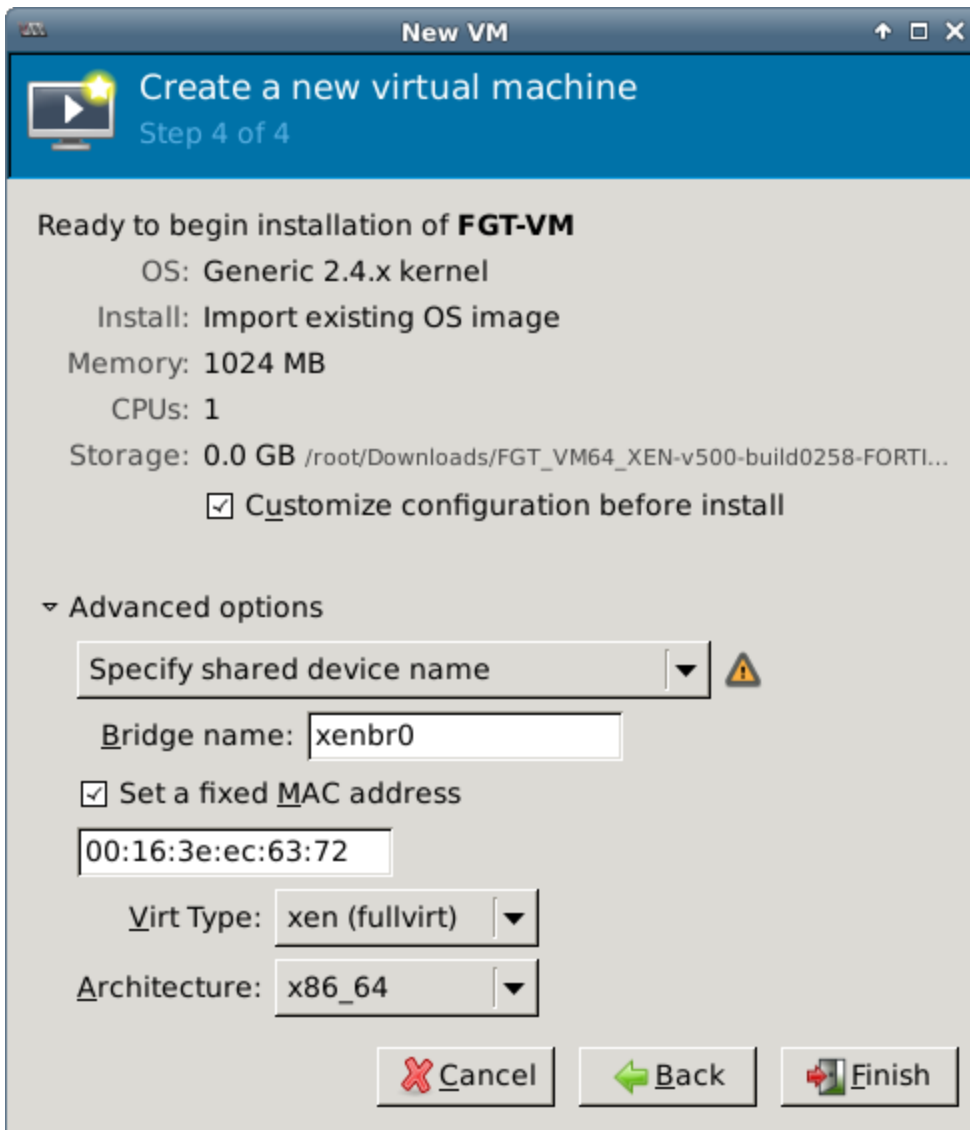 New VM
Create a new virtual machine
Step 4 of 4
Ready to begin installation of FGT-VM
OS: Generic 2.4.x kernel
Install: Import existing OS image
Memory: 1024 MB
CPUs: 1
Storage: 0.0 GB /root/Downloads/FGT_VM64_XEN-v500-build0258-FORTI...
Customize configuration before install
Advanced options
Specify shared device name
Bridge name: xenbr0
Set a fixed MAC address
00:16:3e:ec:63:72
Virt Type: xen (fullvirt)
Architecture: x86_64
Cancel Back Finish